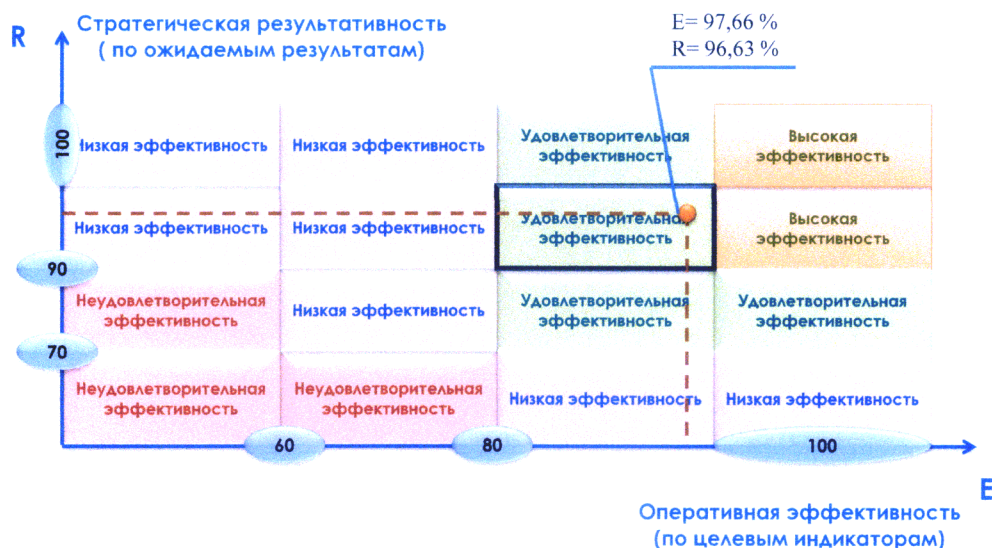 R
Стратегическая результативность
( по ожидаемым результатам)
E= 97,66 %
R= 96,63 %
100
Низкая эффективность
Низкая эффективность
Удовлетворительная
эффективность
Высокая
эффективность
Низкая эффективность
Низкая эффективность
Удовлетворительная
эффективность
Высокая
эффективность
90
Неудовлетворительная
эффективность
Низкая эффективность
Удовлетворительная
эффективность
Удовлетворительная
эффективность
70
Неудовлетворительная
эффективность
Неудовлетворительная
эффективность
Низкая эффективность
Низкая эффективность
60
80
100
E
Оперативная эффективность
(по целевым индикаторам)